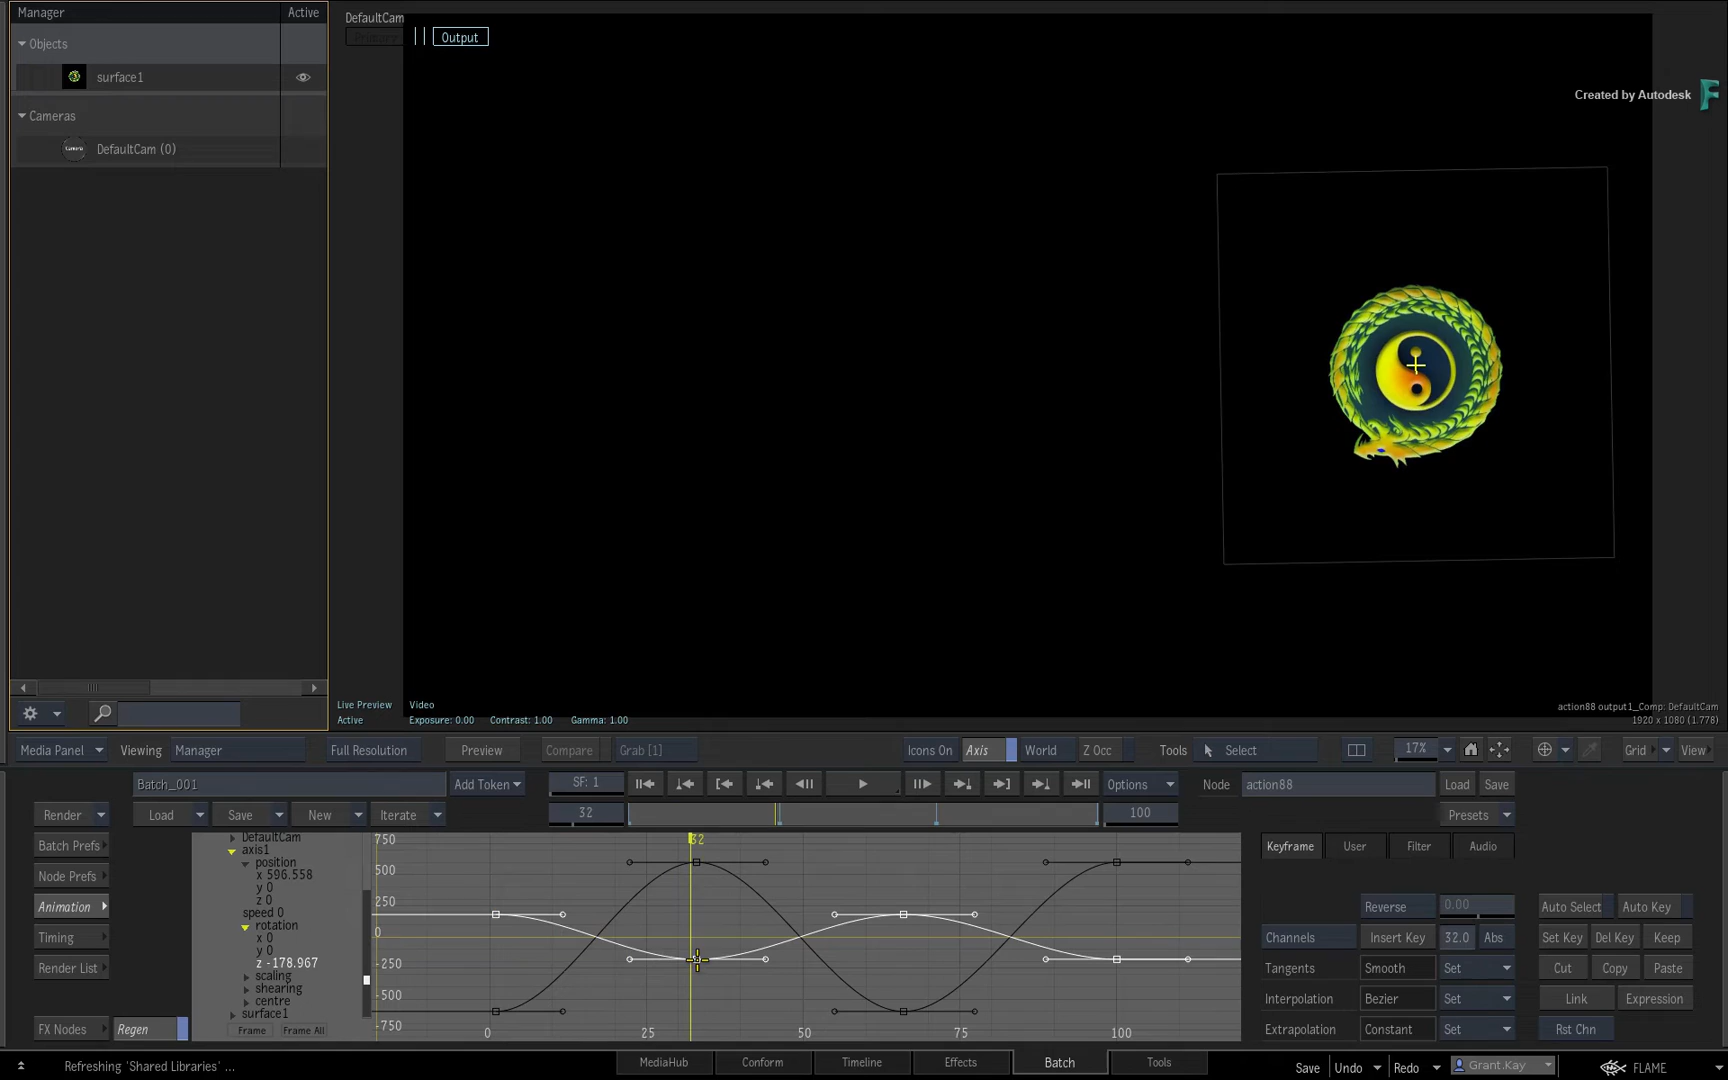 Manager
Active
Objects
surface1
Cameras
DefaultCam (0)
DefaultCam
Output
Created by Autodesk
Live Preview
Active
Video
Exposure: 0.00 Contrast: 1.00 Gamma: 1.00
action88 output1_Comp: DefaultCam
1920 x 1080 (1.778)
Media Panel
Viewing
Manager
Full Resolution
Preview
Compare
Grab [1]
Icons On
Axis
World
Z Occ
Tools
Select
17%
Grid
View
Batch_001
Add Token
SF: 1
Options
Node
action88
Load
Save
Render
Load
Save
New
Iterate
32
100
Presets
Batch Prefs
Node Prefs
Animation
Timing
Render List
FX Nodes
Regen
DefaultCam
axis1
position
x 596.558
y 0
z 0
speed 0
rotation
x 0
y 0
z -178.967
scaling
shearing
centre
surface1
Frame
Frame All
750
500
250
0
-250
-500
-750
32
0
25
50
75
100
Keyframe
User
Filter
Audio
Reverse
0.00
Auto Select
Auto Key
Channels
Insert Key
32.0
Abs
Set Key
Del Key
Keep
Tangents
Smooth
Set
Cut
Copy
Paste
Interpolation
Bezier
Set
Link
Expression
Extrapolation
Constant
Set
Rst Chn
Refreshing 'Shared Libraries' ...
MediaHub
Conform
Timeline
Effects
Batch
Tools
Save
Undo
Redo
Grant.Kay
FLAME